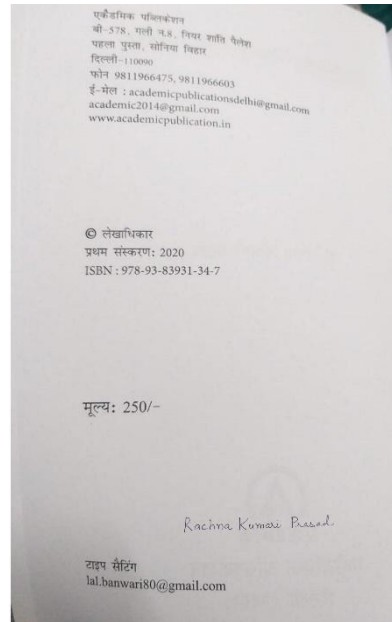 एकैडमिक पब्लिकेशन
बी-578, गली न.8, नियर शांति पैलेश
पहला पुस्ता, सोनिया विहार
दिल्ली-110090
फोन 9811966475, 9811966603
ई-मेल : academicpublicationsdelhi@gmail.com
academic2014@gmail.com
www.academicpublication.in
© लेखाधिकार
प्रथम संस्करण: 2020
ISBN : 978-93-83931-34-7
मूल्य: 250/-
Rachna Kumari Prasad
टाइप सैटिंग
lal.banwari80@gmail.com